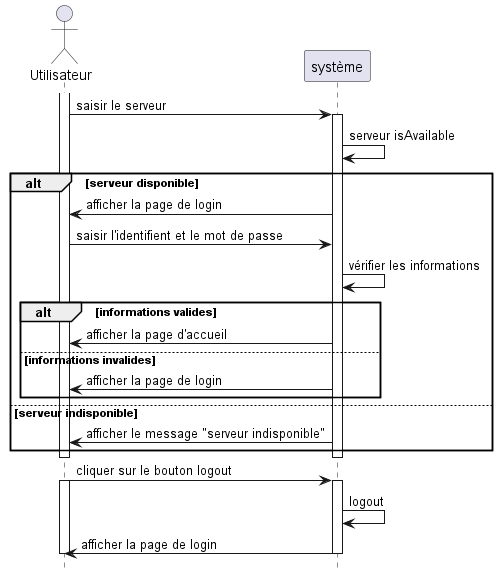 Utilisateur
système
saisir le serveur
serveur isAvailable
alt
[serveur disponible]
afficher la page de login
saisir l'identifient et le mot de passe
vérifier les informations
alt
[informations valides]
afficher la page d'accueil
[informations invalides]
afficher la page de login
[serveur indisponible]
afficher le message "serveur indisponible"
cliquer sur le bouton logout
logout
afficher la page de login